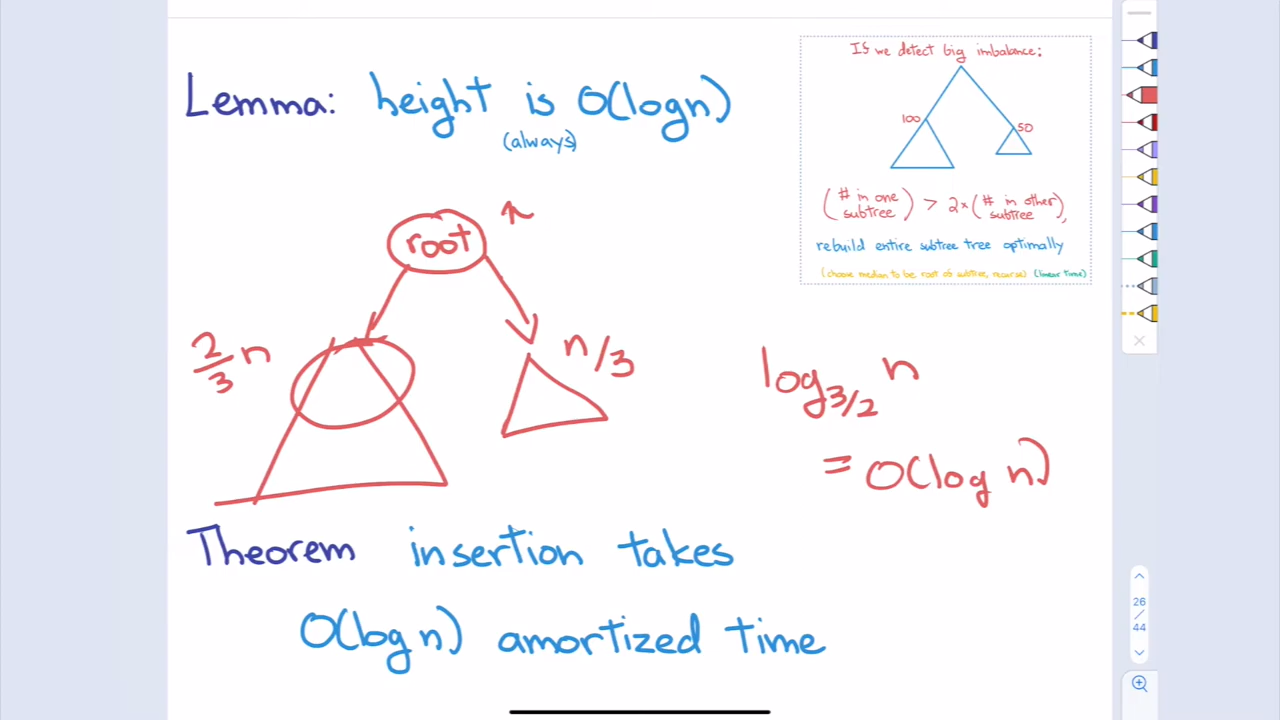 Lemma: height is O(log n)
(always)
If we detect big imbalance:
100
50
(# in one subtree) > 2 × (# in other subtree),
rebuild entire subtree tree optimally
(choose median to be root of subtree, recurse) (linear time)
root
n
2/3 n
n/3
log3/2 n
= O(log n)
Theorem insertion takes
O(log n) amortized time
26
/
44